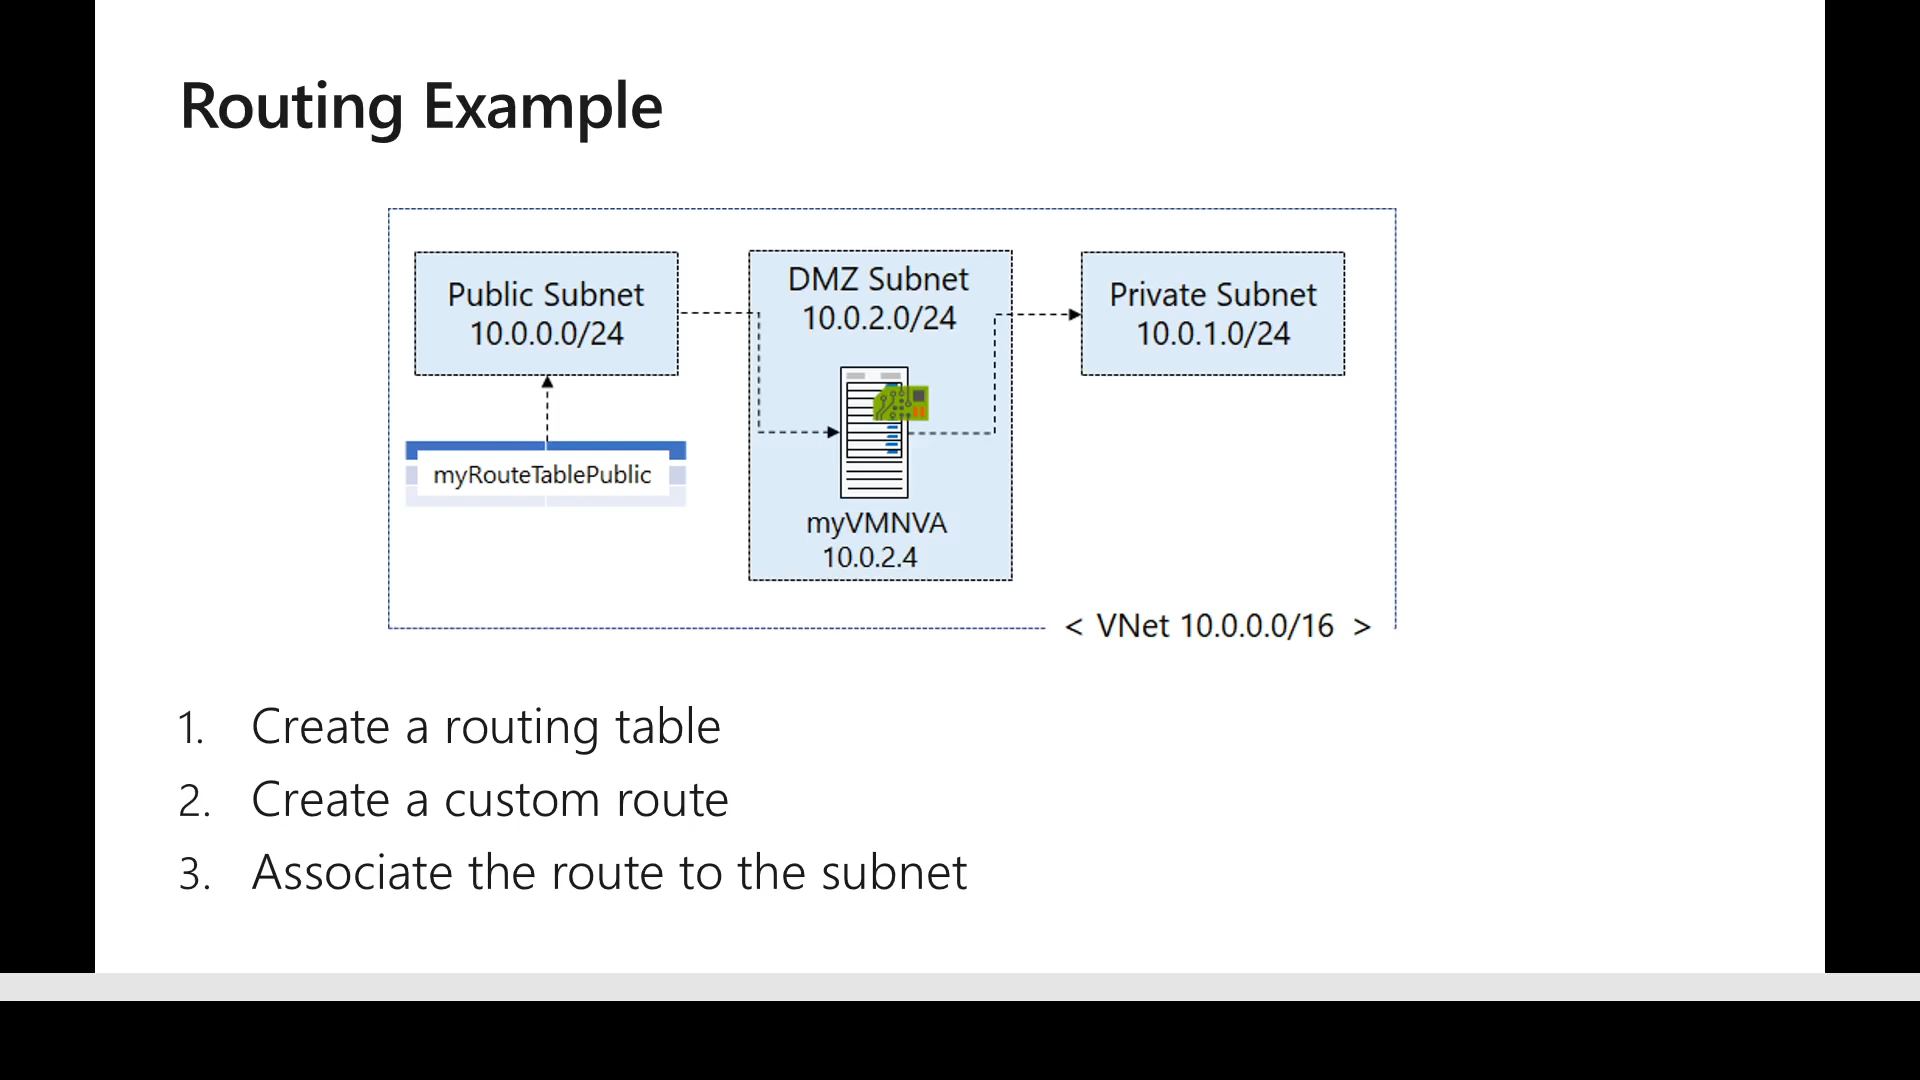 Routing Example
Public Subnet
10.0.0.0/24
DMZ Subnet
10.0.2.0/24
Private Subnet
10.0.1.0/24
myRouteTablePublic
myVMNVA
10.0.2.4
< VNet 10.0.0.0/16 >
1. Create a routing table
2. Create a custom route
3. Associate the route to the subnet